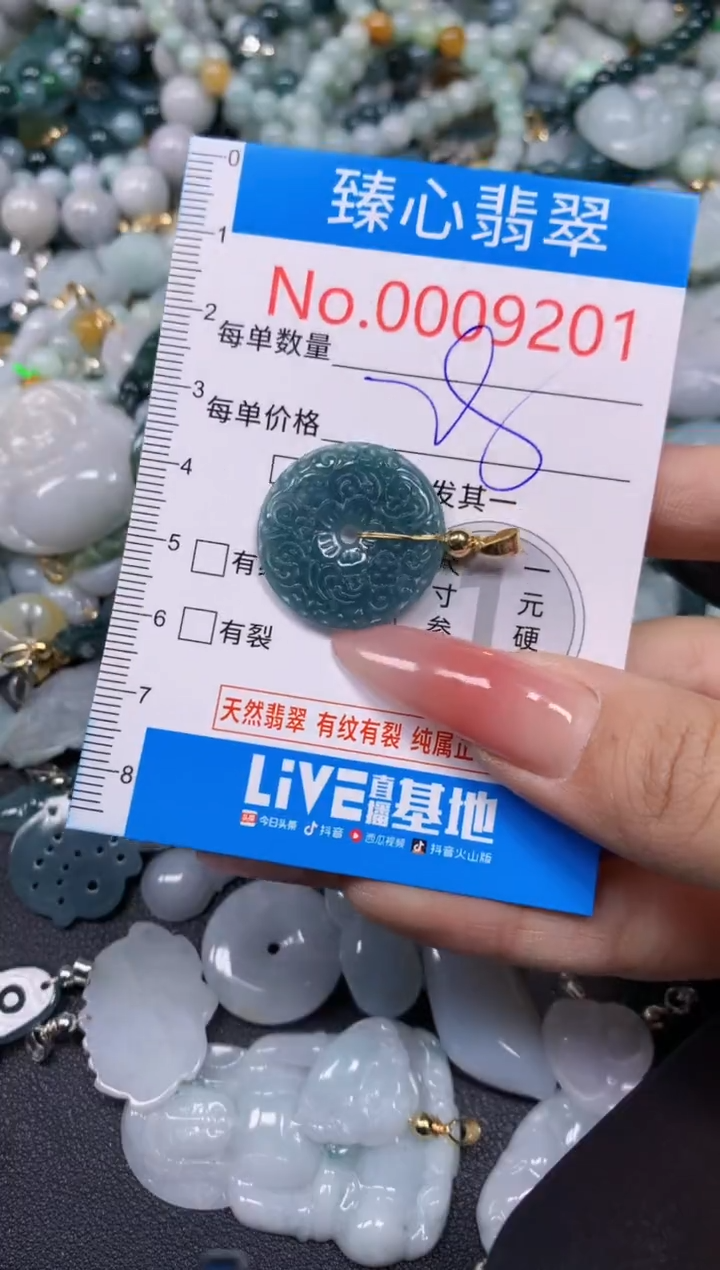 0
臻心翡翠
1
No.0009201
2
每单数量
3
每单价格
4
发其一
5
有
一
寸
元
6
有裂
参
硬
1
7
天然翡翠 有纹有裂 纯属正
8
LiVE直播基地
今日头条 抖音 西瓜视频 抖音火山版